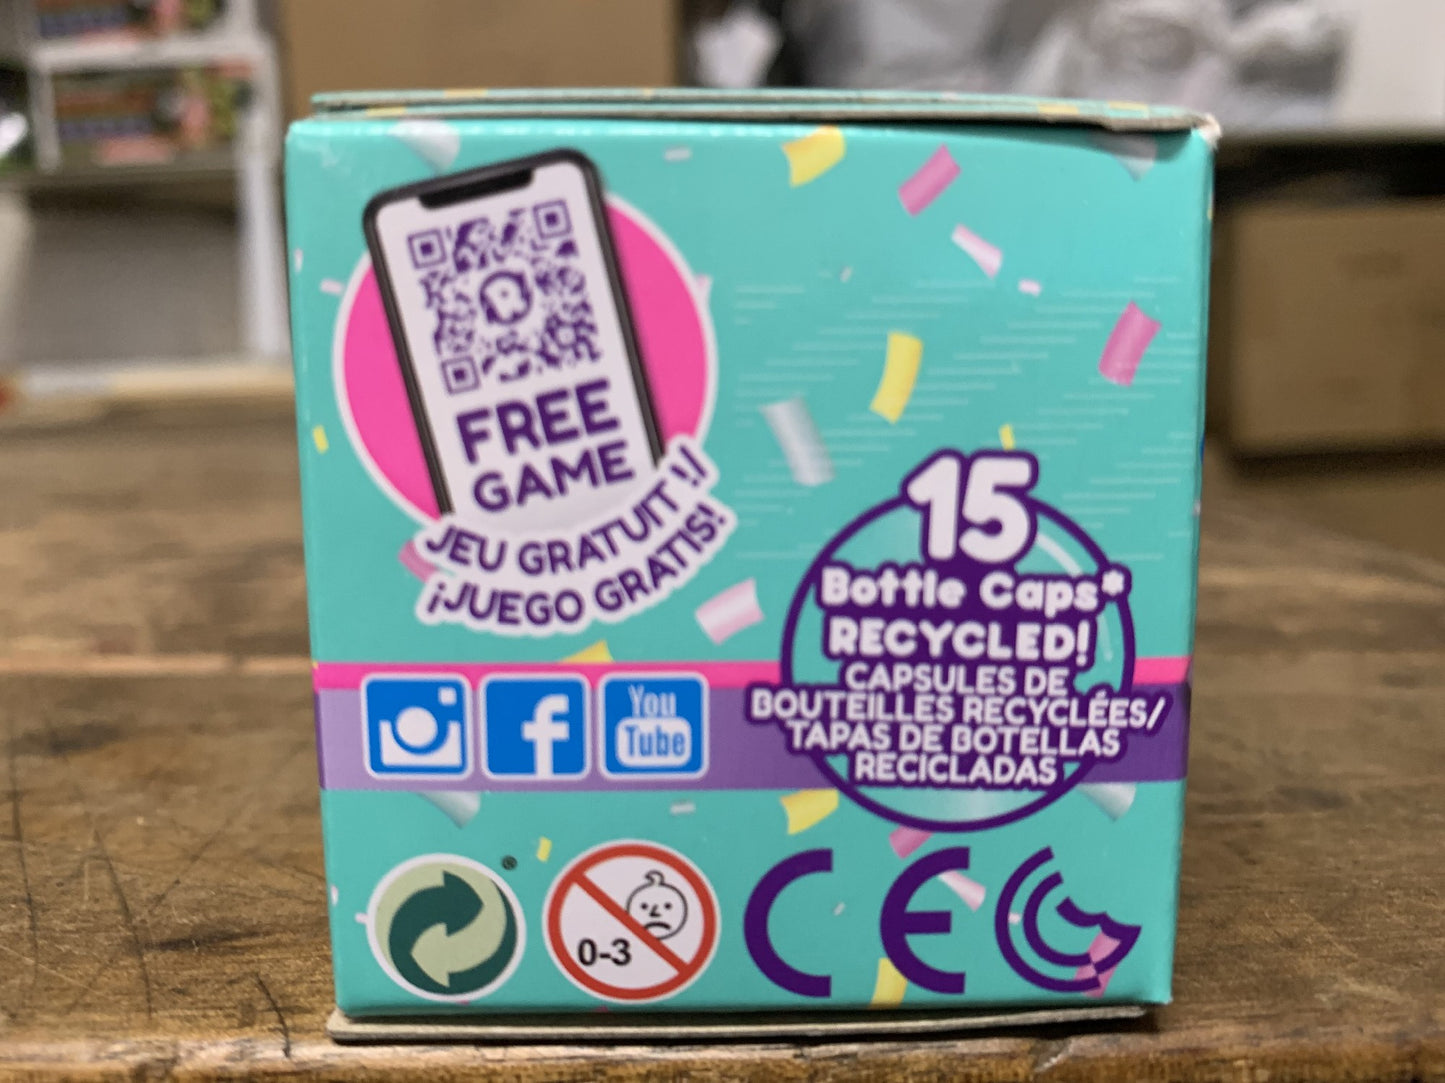 FREE
GAME
JEU GRATUIT !/
¡JUEGO GRATIS!
15
Bottle Caps*
RECYCLED!
CAPSULES DE
BOUTEILLES RECYCLÉES/
TAPAS DE BOTELLAS
RECICLADAS
f
You
Tube
®
0-3
CE